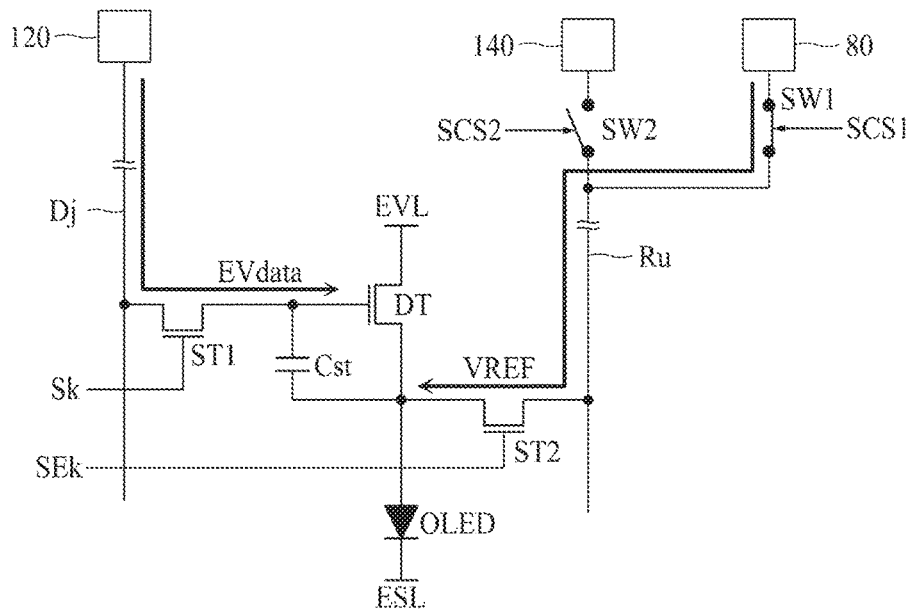 120
140
80
SCS2
SW2
SW1
SCS1
Dj
EVL
Ru
EVdata
DT
ST1
Cst
VREF
Sk
ST2
SEk
OLED
ESL